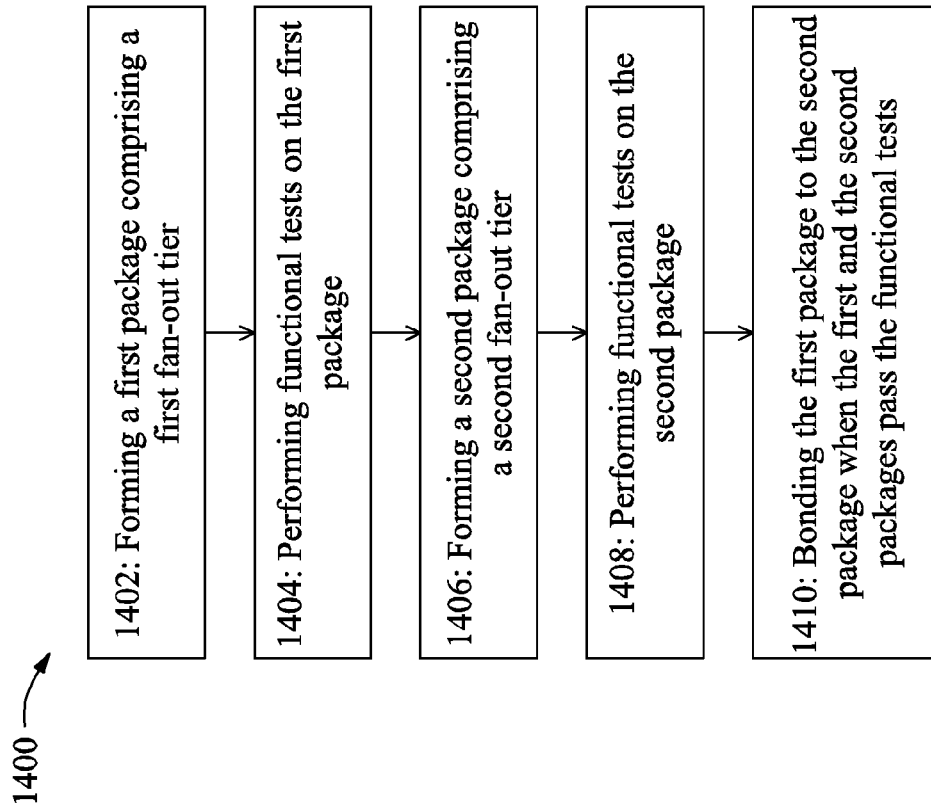 1400
1402: Forming a first package comprising a
first fan-out tier
1404: Performing functional tests on the first
package
1406: Forming a second package comprising
a second fan-out tier
1408: Performing functional tests on the
second package
1410: Bonding the first package to the second
package when the first and the second
packages pass the functional tests